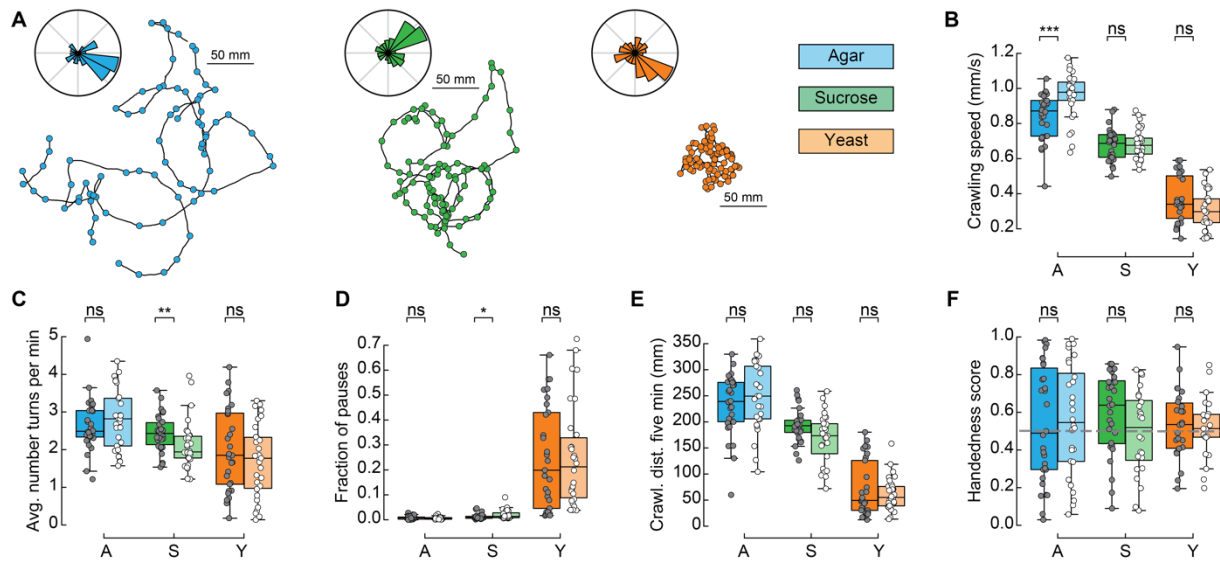 A
50 mm
50 mm
50 mm
Agar
Sucrose
Yeast
B
*** ns ns
Crawling speed (mm/s)
1.2
1.0
0.8
0.6
0.4
0.2
A S Y
C
ns ** ns
Avg. number turns per min
5
4
3
2
1
0
A S Y
D
ns * ns
Fraction of pauses
0.7
0.6
0.5
0.4
0.3
0.2
0.1
0.0
A S Y
E
ns ns ns
Crawl. dist. five min (mm)
350
300
250
200
150
100
50
0
A S Y
F
ns ns ns
Handedness score
1.0
0.8
0.6
0.4
0.2
0.0
A S Y